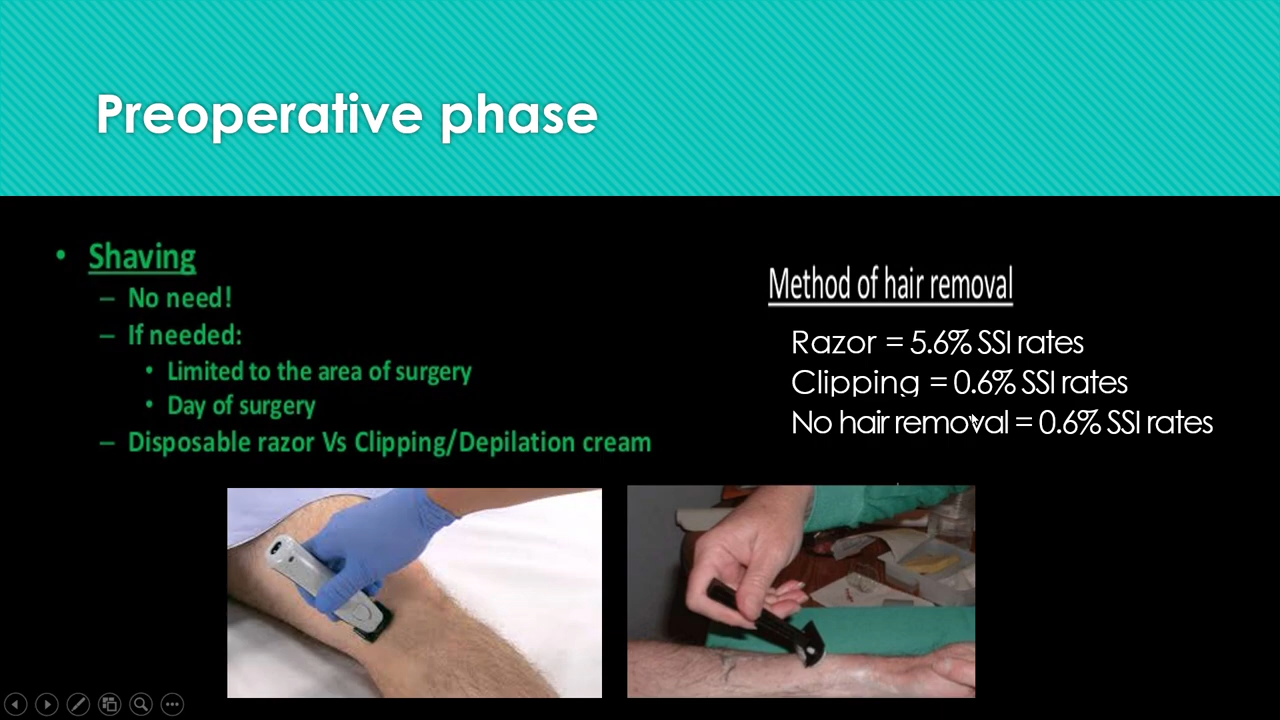 Preoperative phase
• Shaving
– No need!
– If needed:
• Limited to the area of surgery
• Day of surgery
– Disposable razor Vs Clipping/Depilation cream
Method of hair removal
Razor = 5.6% SSI rates
Clipping = 0.6% SSI rates
No hair removal = 0.6% SSI rates